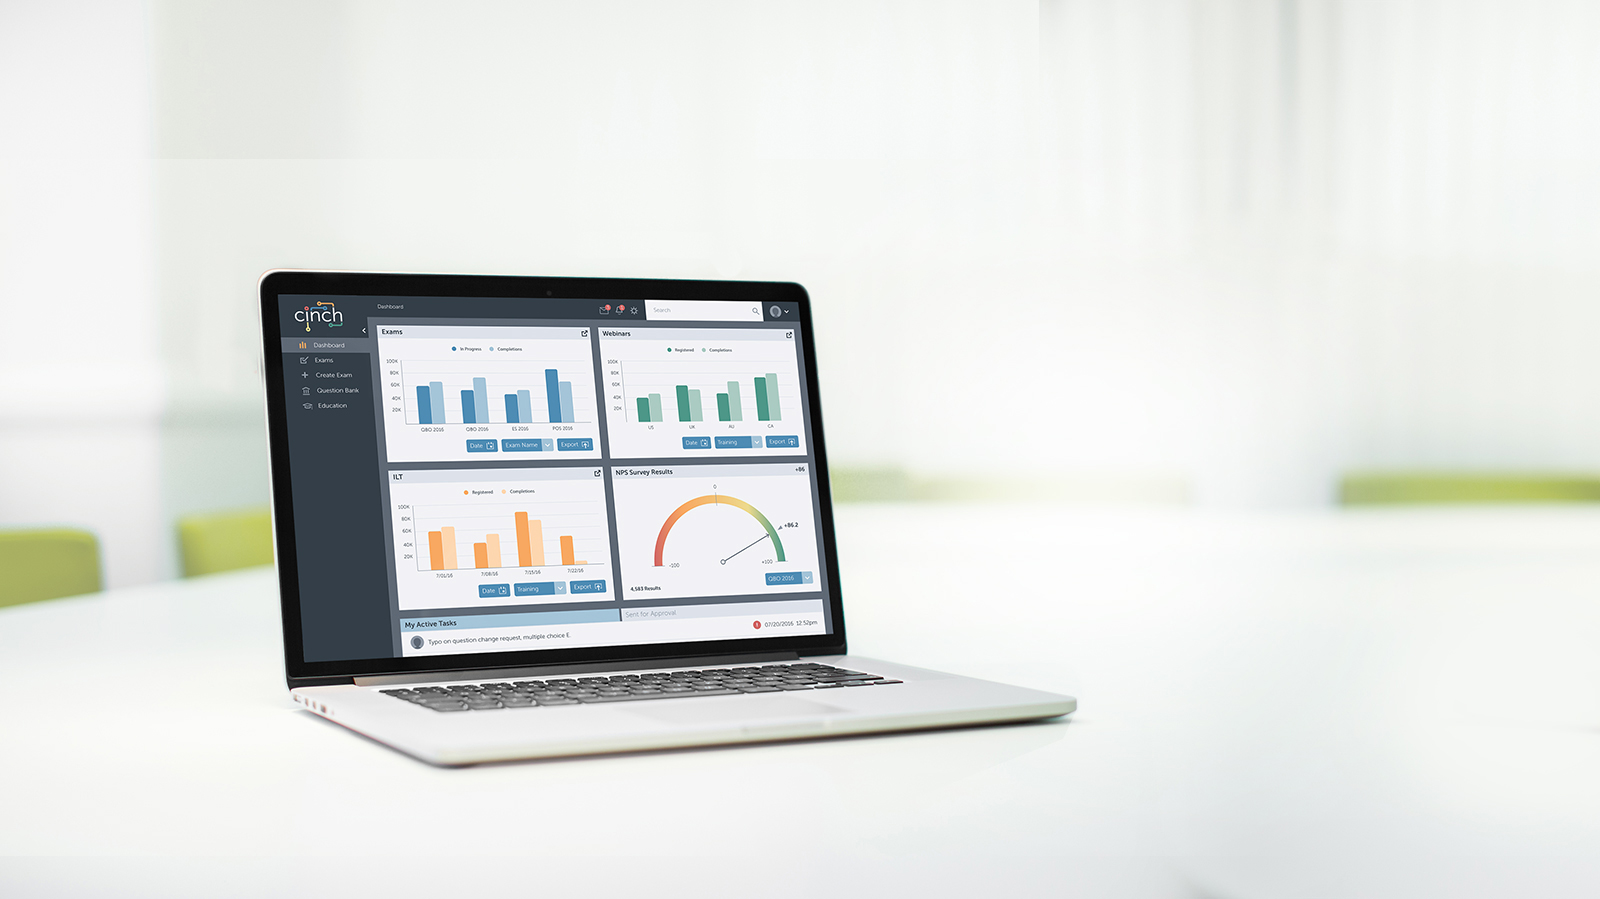 cinch
Dashboard
Search
Dashboard
Exams
Create Exam
Question Bank
Education
Exams
In Progress Completions
100K
80K
60K
40K
20K
QBO 2016 QBO 2016 ES 2016 POS 2016
Date Exam Name Export
Webinars
Registered Completions
100K
80K
60K
40K
20K
US UK AU CA
Date Training Export
ILT
Registered Completions
100K
80K
60K
40K
20K
7/01/16 7/08/16 7/15/16 7/22/16
Date Training Export
NPS Survey Results +86
0
+86.2
-100 +100
QBO 2016
4,583 Results
My Active Tasks Sent for Approval
Typo on question change request, multiple choice E. 07/20/2016 12:52pm